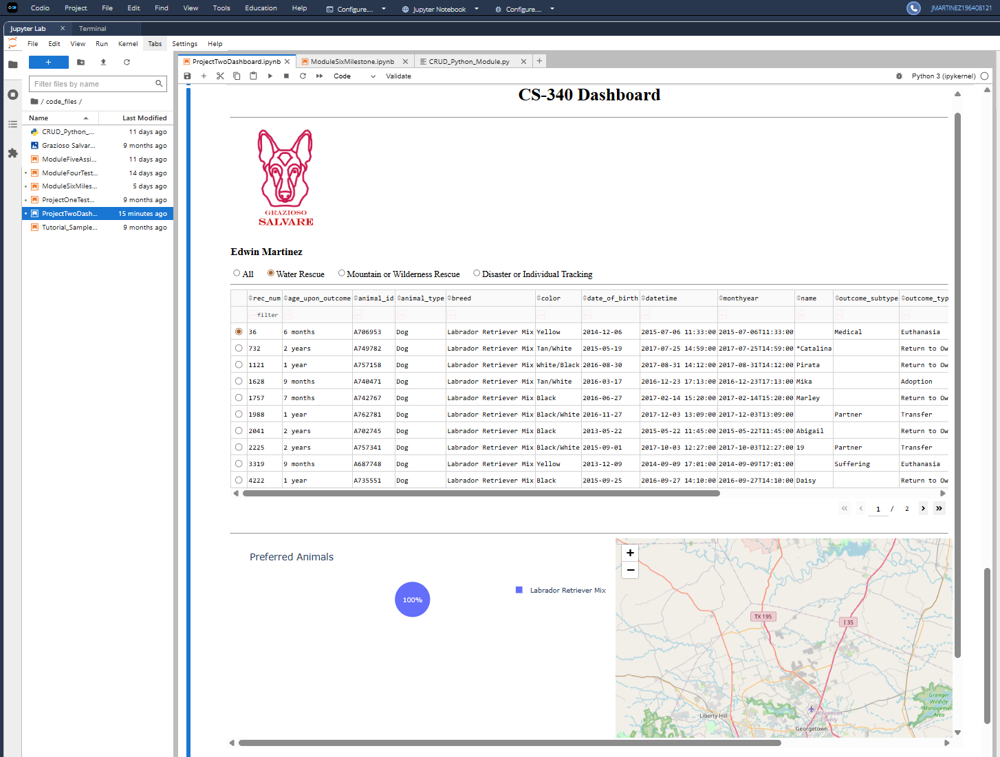 Codio Project File Edit Find View Tools Education Help Configure.... Jupyter Notebook Configure.... JMARTINEZ196408121
Jupyter Lab Terminal
File Edit View Run Kernel Tabs Settings Help
ProjectTwoDashboard.ipynb ModuleSixMilestone.ipynb CRUD_Python_Module.py
Code Validate Python 3 (ipykernel)
Filter files by name
/ code_files /
Name Last Modified
CRUD_Python_... 11 days ago
Grazioso Salvar... 9 months ago
ModuleFiveAssi... 11 days ago
ModuleFourTest... 14 days ago
ModuleSixMiles... 5 days ago
ProjectOneTest... 9 months ago
ProjectTwoDash... 15 minutes ago
Tutorial_Sample... 9 months ago
CS-340 Dashboard
GRAZIOSO
SALVARE
Edwin Martinez
All Water Rescue Mountain or Wilderness Rescue Disaster or Individual Tracking
rec_num age_upon_outcome animal_id animal_type breed color date_of_birth datetime monthyear name outcome_subtype outcome_typ
filter
36 6 months A706953 Dog Labrador Retriever Mix Yellow 2014-12-06 2015-07-06 11:33:00 2015-07-06T11:33:00 Medical Euthanasia
732 2 years A749782 Dog Labrador Retriever Mix Tan/White 2015-05-19 2017-07-25 14:59:00 2017-07-25T14:59:00 *Catalina Return to Ow
1121 1 year A757158 Dog Labrador Retriever Mix White/Black 2016-08-30 2017-08-31 14:12:00 2017-08-31T14:12:00 Pirata Return to Ow
1628 9 months A740471 Dog Labrador Retriever Mix Tan/White 2016-03-17 2016-12-23 17:13:00 2016-12-23T17:13:00 Mika Adoption
1757 7 months A742767 Dog Labrador Retriever Mix Black 2016-06-27 2017-02-14 15:20:00 2017-02-14T15:20:00 Marley Return to Ow
1988 1 year A762781 Dog Labrador Retriever Mix Black/White 2016-11-27 2017-12-03 13:09:00 2017-12-03T13:09:00 Partner Transfer
2041 2 years A702745 Dog Labrador Retriever Mix Black 2013-05-22 2015-05-22 11:45:00 2015-05-22T11:45:00 Abigail Return to Ow
2225 2 years A757341 Dog Labrador Retriever Mix Black/White 2015-09-01 2017-10-03 12:27:00 2017-10-03T12:27:00 19 Partner Transfer
3319 9 months A687748 Dog Labrador Retriever Mix Yellow 2013-12-09 2014-09-09 17:01:00 2014-09-09T17:01:00 Suffering Euthanasia
4222 1 year A735551 Dog Labrador Retriever Mix Black 2015-09-25 2016-09-27 14:10:00 2016-09-27T14:10:00 Daisy Return to Ow
1 / 2
Preferred Animals
100%
Labrador Retriever Mix
TX 195
I 35
Granger
Wildlife
Management
Area
Liberty Hill
Williamson
County
Georgetown